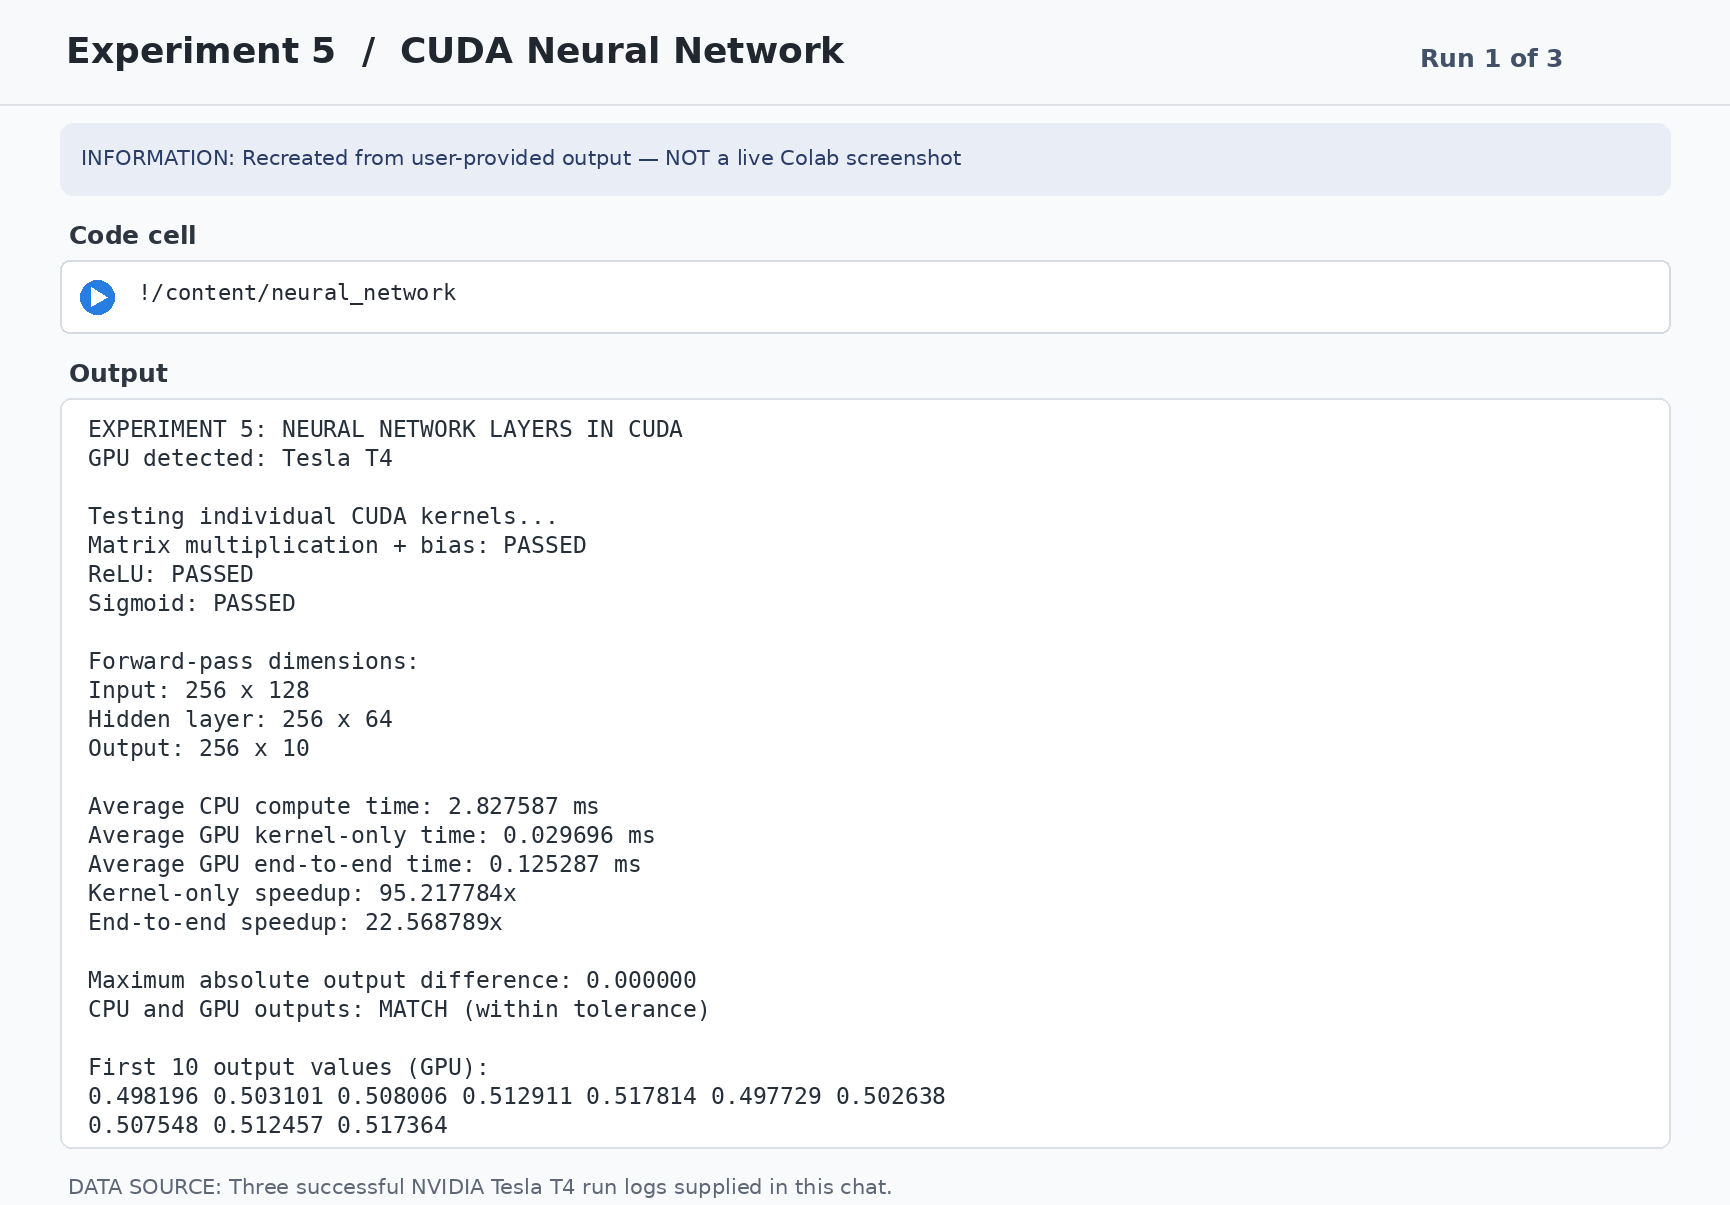 Experiment 5 / CUDA Neural Network
Run 1 of 3
INFORMATION: Recreated from user-provided output — NOT a live Colab screenshot
Code cell
!/content/neural_network
Output
EXPERIMENT 5: NEURAL NETWORK LAYERS IN CUDA
GPU detected: Tesla T4
Testing individual CUDA kernels...
Matrix multiplication + bias: PASSED
ReLU: PASSED
Sigmoid: PASSED
Forward-pass dimensions:
Input: 256 x 128
Hidden layer: 256 x 64
Output: 256 x 10
Average CPU compute time: 2.827587 ms
Average GPU kernel-only time: 0.029696 ms
Average GPU end-to-end time: 0.125287 ms
Kernel-only speedup: 95.217784x
End-to-end speedup: 22.568789x
Maximum absolute output difference: 0.000000
CPU and GPU outputs: MATCH (within tolerance)
First 10 output values (GPU):
0.498196 0.503101 0.508006 0.512911 0.517814 0.497729 0.502638
0.507548 0.512457 0.517364
DATA SOURCE: Three successful NVIDIA Tesla T4 run logs supplied in this chat.